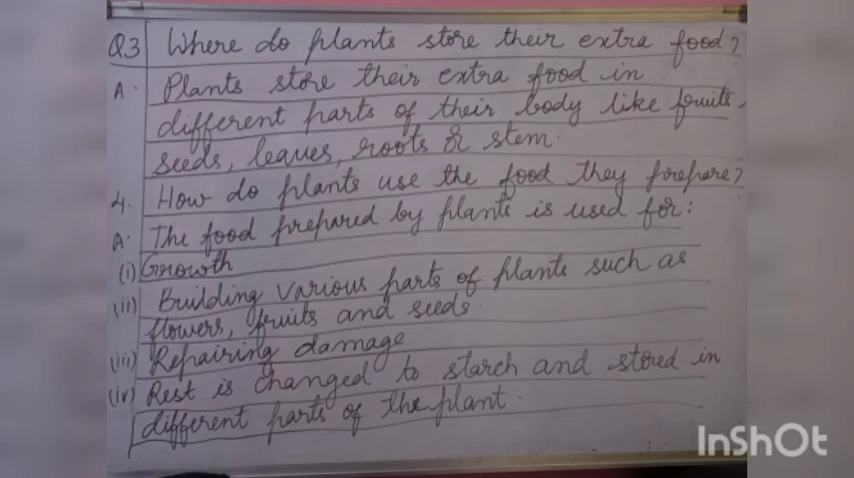 Q3 Where do plants store their extra food?
A. Plants store their extra food in
different parts of their body like fruits,
seeds, leaves, roots & stem.
4. How do plants use the food they prepare?
A. The food prepared by plants is used for:
(i) Growth
(ii) Building various parts of plants such as
flowers, fruits and seeds.
(iii) Repairing damage
(iv) Rest is changed to starch and stored in
different parts of the plant.
InShOt